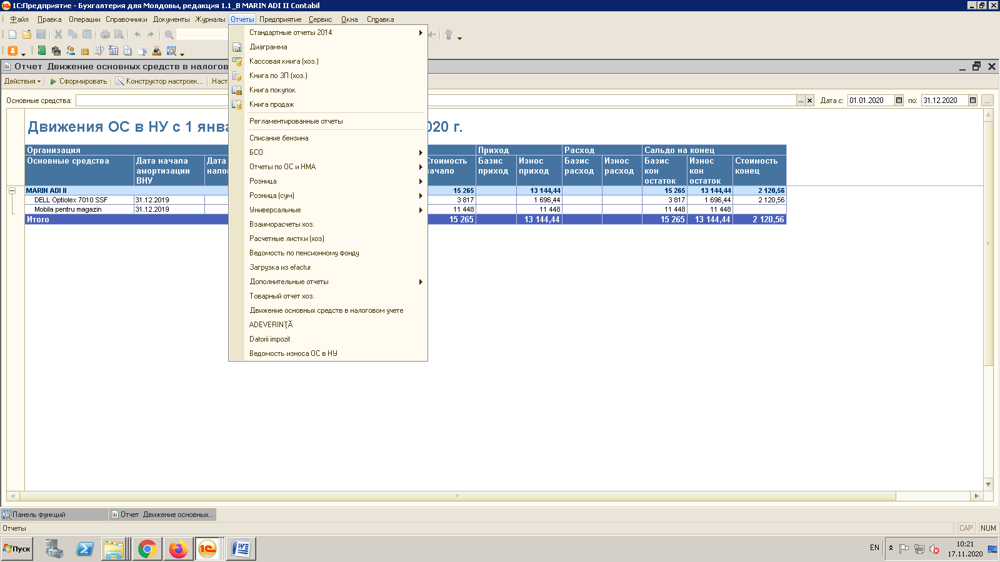 1С:Предприятие - Бухгалтерия для Молдовы, редакция 1.1_B MARIN ADI II Contabil
Файл Правка Операции Справочники Документы Журналы Отчеты Предприятие Сервис Окна Справка
M-
Отчет Движение основных средств в налогов
Действия Сформировать Конструктор настроек... Наст
Основные средства: ... x Дата с: 01.01.2020 по: 31.12.2020 ...
Движения ОС в НУ с 1 янва 020 г.
Организация Приход Расход Сальдо на конец
Основные средства Дата начала амортизации ВНУ Дата нало Стоимость начало Базис приход Износ приход Базис расход Износ расход Базис кон остаток Износ кон остаток Стоимость конец
MARIN ADI II 15 265 13 144,44 15 265 13 144,44 2 120,56
DELL Optiolex 7010 SSF 31.12.2019 3 817 1 696,44 3 817 1 696,44 2 120,56
Mobila pentru magazin 31.12.2019 11 448 11 448 11 448 11 448
Итого 15 265 13 144,44 15 265 13 144,44 2 120,56
Стандартные отчеты 2014
Диаграмма
Кассовая книга (хоз.)
Книга по ЗП (хоз.)
Книга покупок
Книга продаж
Регламентированные отчеты
Списание бензина
БСО
Отчеты по ОС и НМА
Розница
Розница (сум)
Универсальные
Взаиморасчеты хоз.
Расчетные листки (хоз)
Ведомость по пенсионному фонду
Загрузка из efactur
Дополнительные отчеты
Товарный отчет хоз.
Движение основных средств в налоговом учете
ADEVERINŢĂ
Datorii impozit
Ведомость износа ОС в НУ
Панель функций Отчет Движение основных...
Отчеты CAP NUM
Пуск EN 10:21
17.11.2020